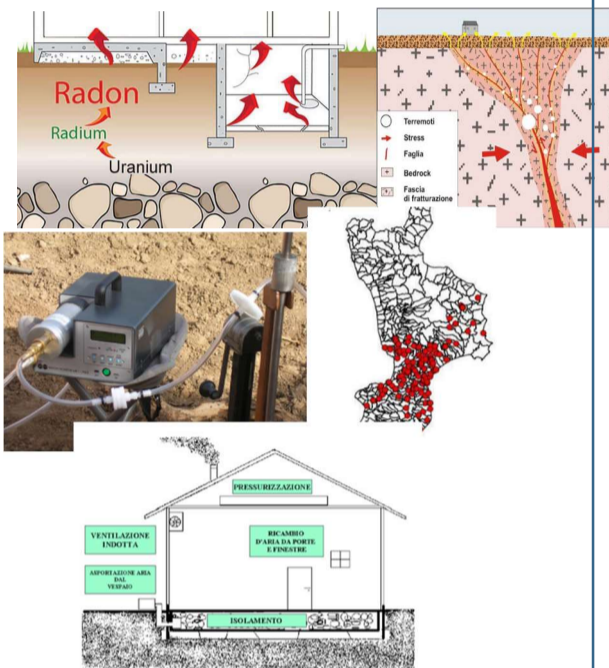 Radon
Radium
Uranium
Terremoti
Stress
Faglia
Bedrock
Fascia
di fratturazione
PRESSURIZZAZIONE
VENTILAZIONE
INDOTTA
RICAMBIO
D'ARIA DA PORTE
E FINESTRE
ASPORTAZIONE ARIA
DAL
VESPAIO
ISOLAMENTO